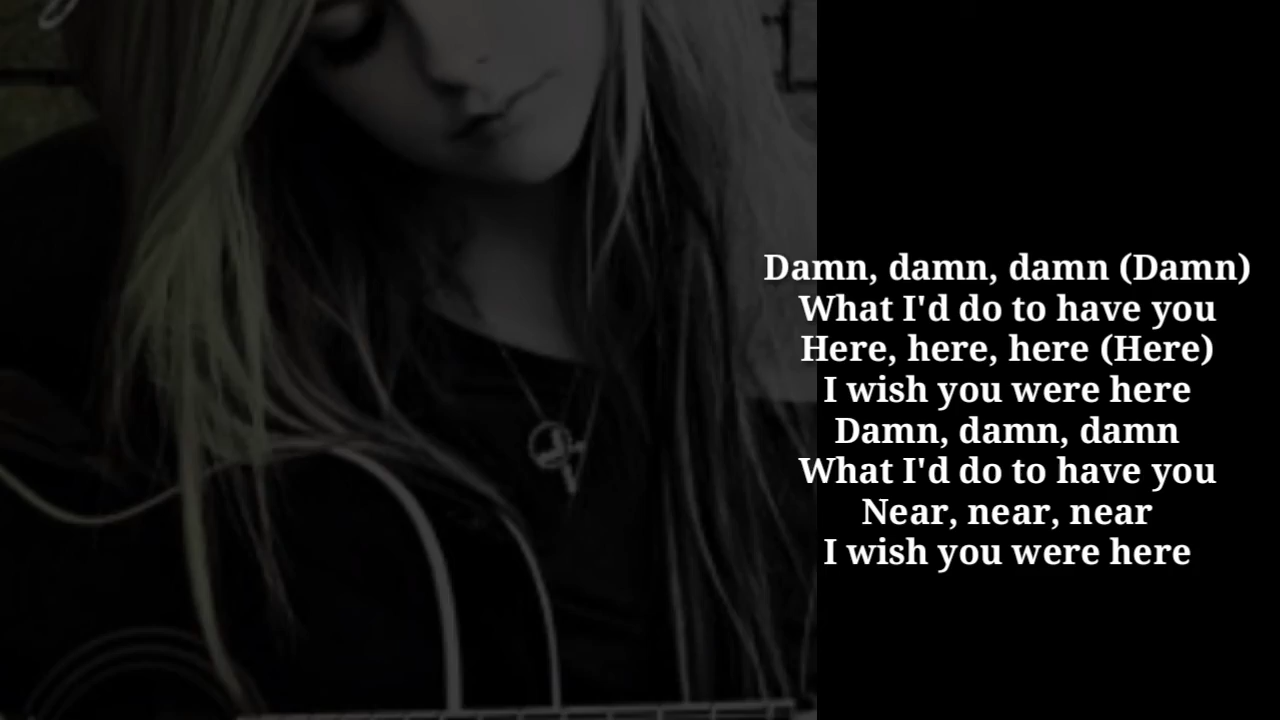 Damn, damn, damn (Damn)
What I'd do to have you
Here, here, here (Here)
I wish you were here
Damn, damn, damn
What I'd do to have you
Near, near, near
I wish you were here